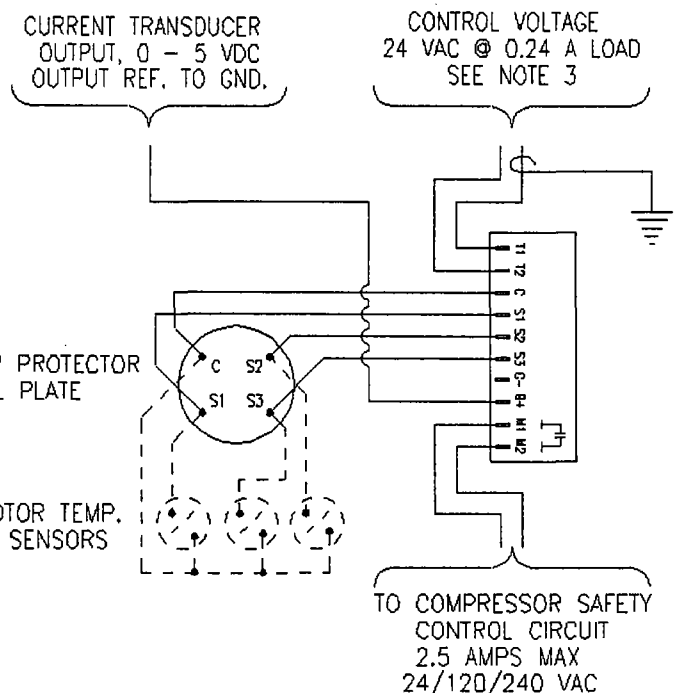 CURRENT TRANSDUCER
OUTPUT, 0 - 5 VDC
OUTPUT REF. TO GND.
CONTROL VOLTAGE
24 VAC @ 0.24 A LOAD
SEE NOTE 3
T1
T2
C
S1
S2
S3
G-
B+
M1
M2
PROTECTOR
PLATE
C S2
S1 S3
TEMP.
SENSORS
TO COMPRESSOR SAFETY
CONTROL CIRCUIT
2.5 AMPS MAX
24/120/240 VAC